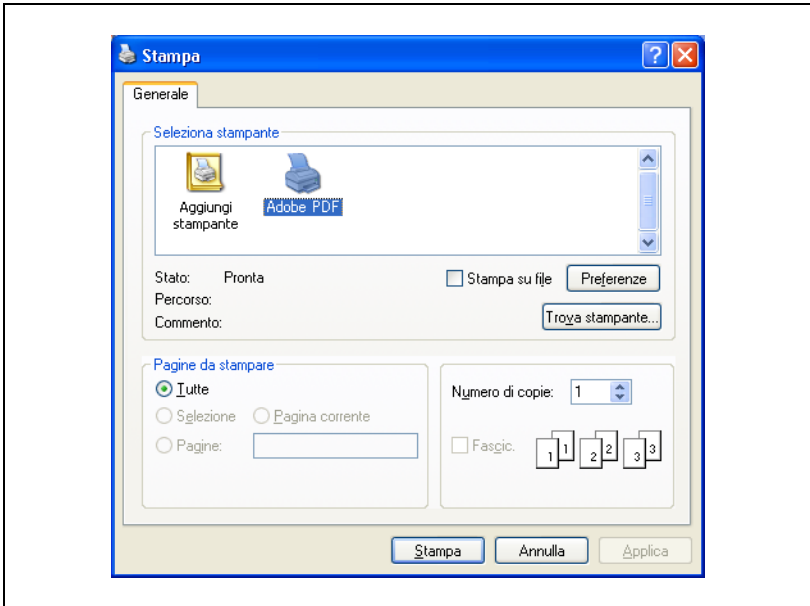 Stampa
Generale
Seleziona stampante
Aggiungi stampante
Adobe PDF
Stato: Pronta
Stampa su file
Preferenze
Percorso:
Commento:
Trova stampante...
Pagine da stampare
Tutte
Selezione
Pagina corrente
Pagine:
Numero di copie: 1
Fascic.
1 1 2 2 3 3
Stampa
Annulla
Applica